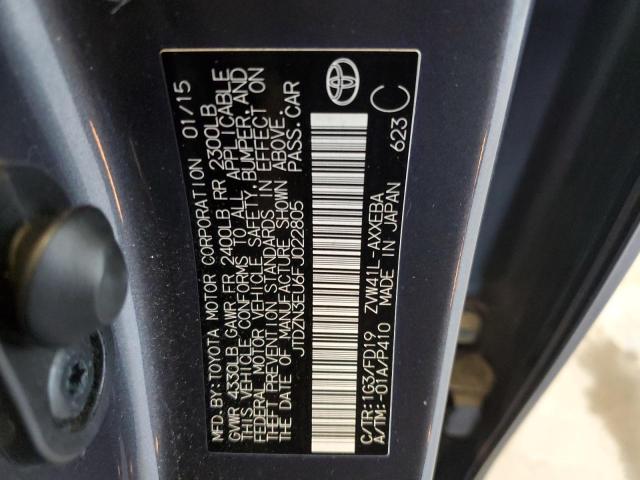 MFD.BY:TOYOTA MOTOR CORPORATION 01/15
GVWR 4330LB GAWR:FR 2400LB RR 2300LB
THIS VEHICLE CONFORMS TO ALL APPLICABLE
FEDERAL MOTOR VEHICLE SAFETY, BUMPER, AND
THEFT PREVENTION STANDARDS IN EFFECT ON
THE DATE OF MANUFACTURE SHOWN ABOVE.
JTDZN3EU6FJ022805 PASS.CAR
C/TR:1G3/FD19 ZVW41L-AXXEBA
A/TM:-01A/P410 MADE IN JAPAN 623 C